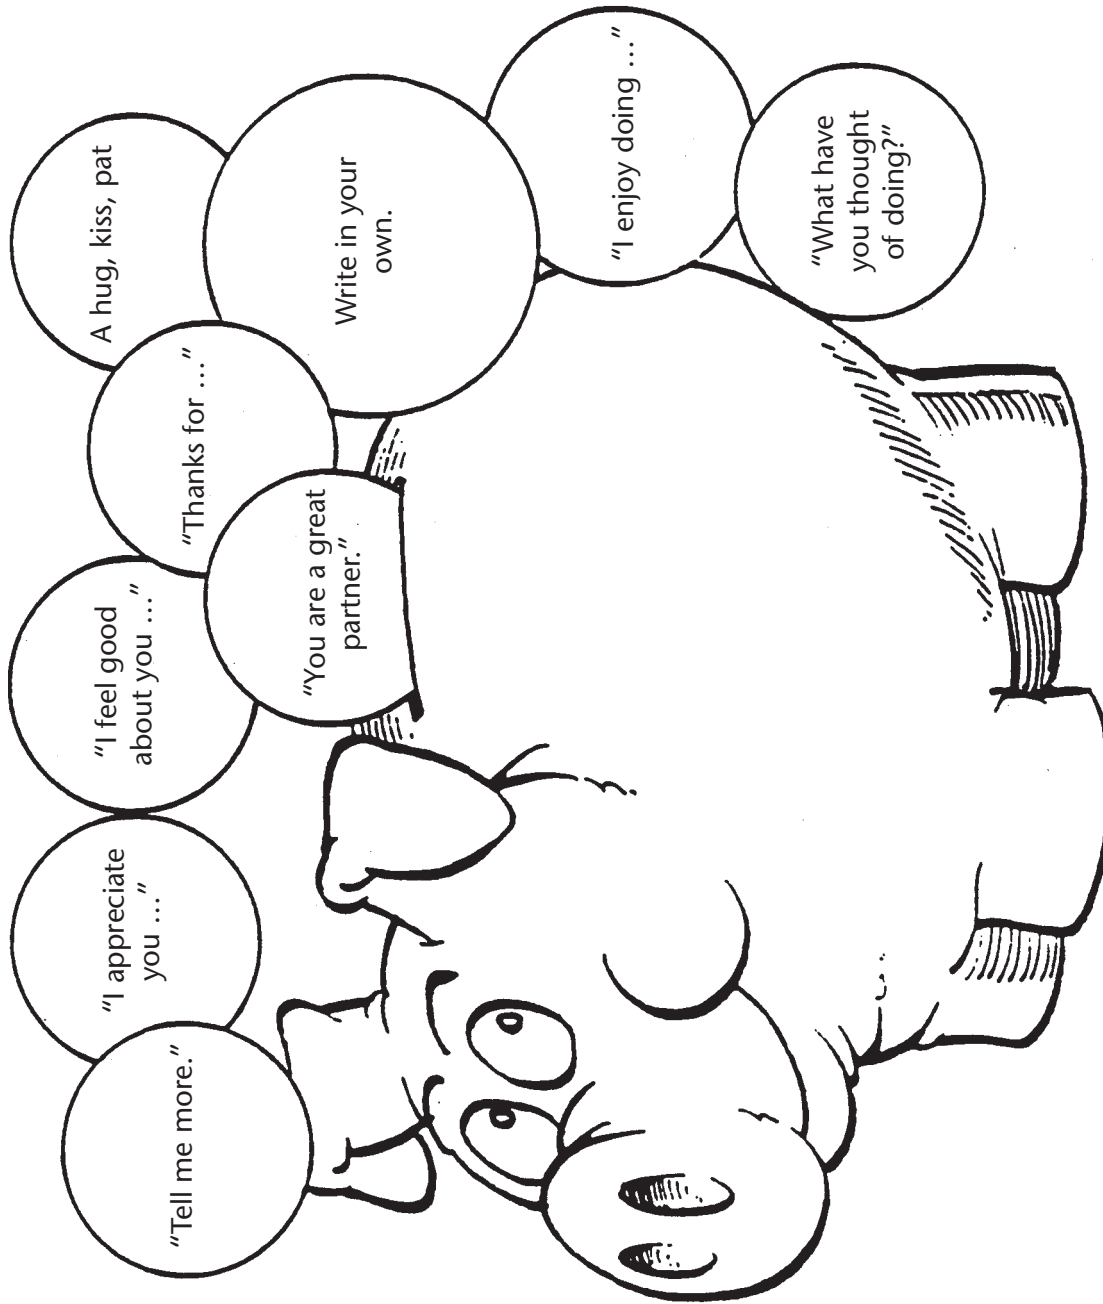 “Tell me more.”
“I appreciate
you …”
“I feel good
about you …”
“You are a great
partner.”
“Thanks for …”
A hug, kiss, pat
Write in your
own.
“I enjoy doing …”
“What have
you thought
of doing?”